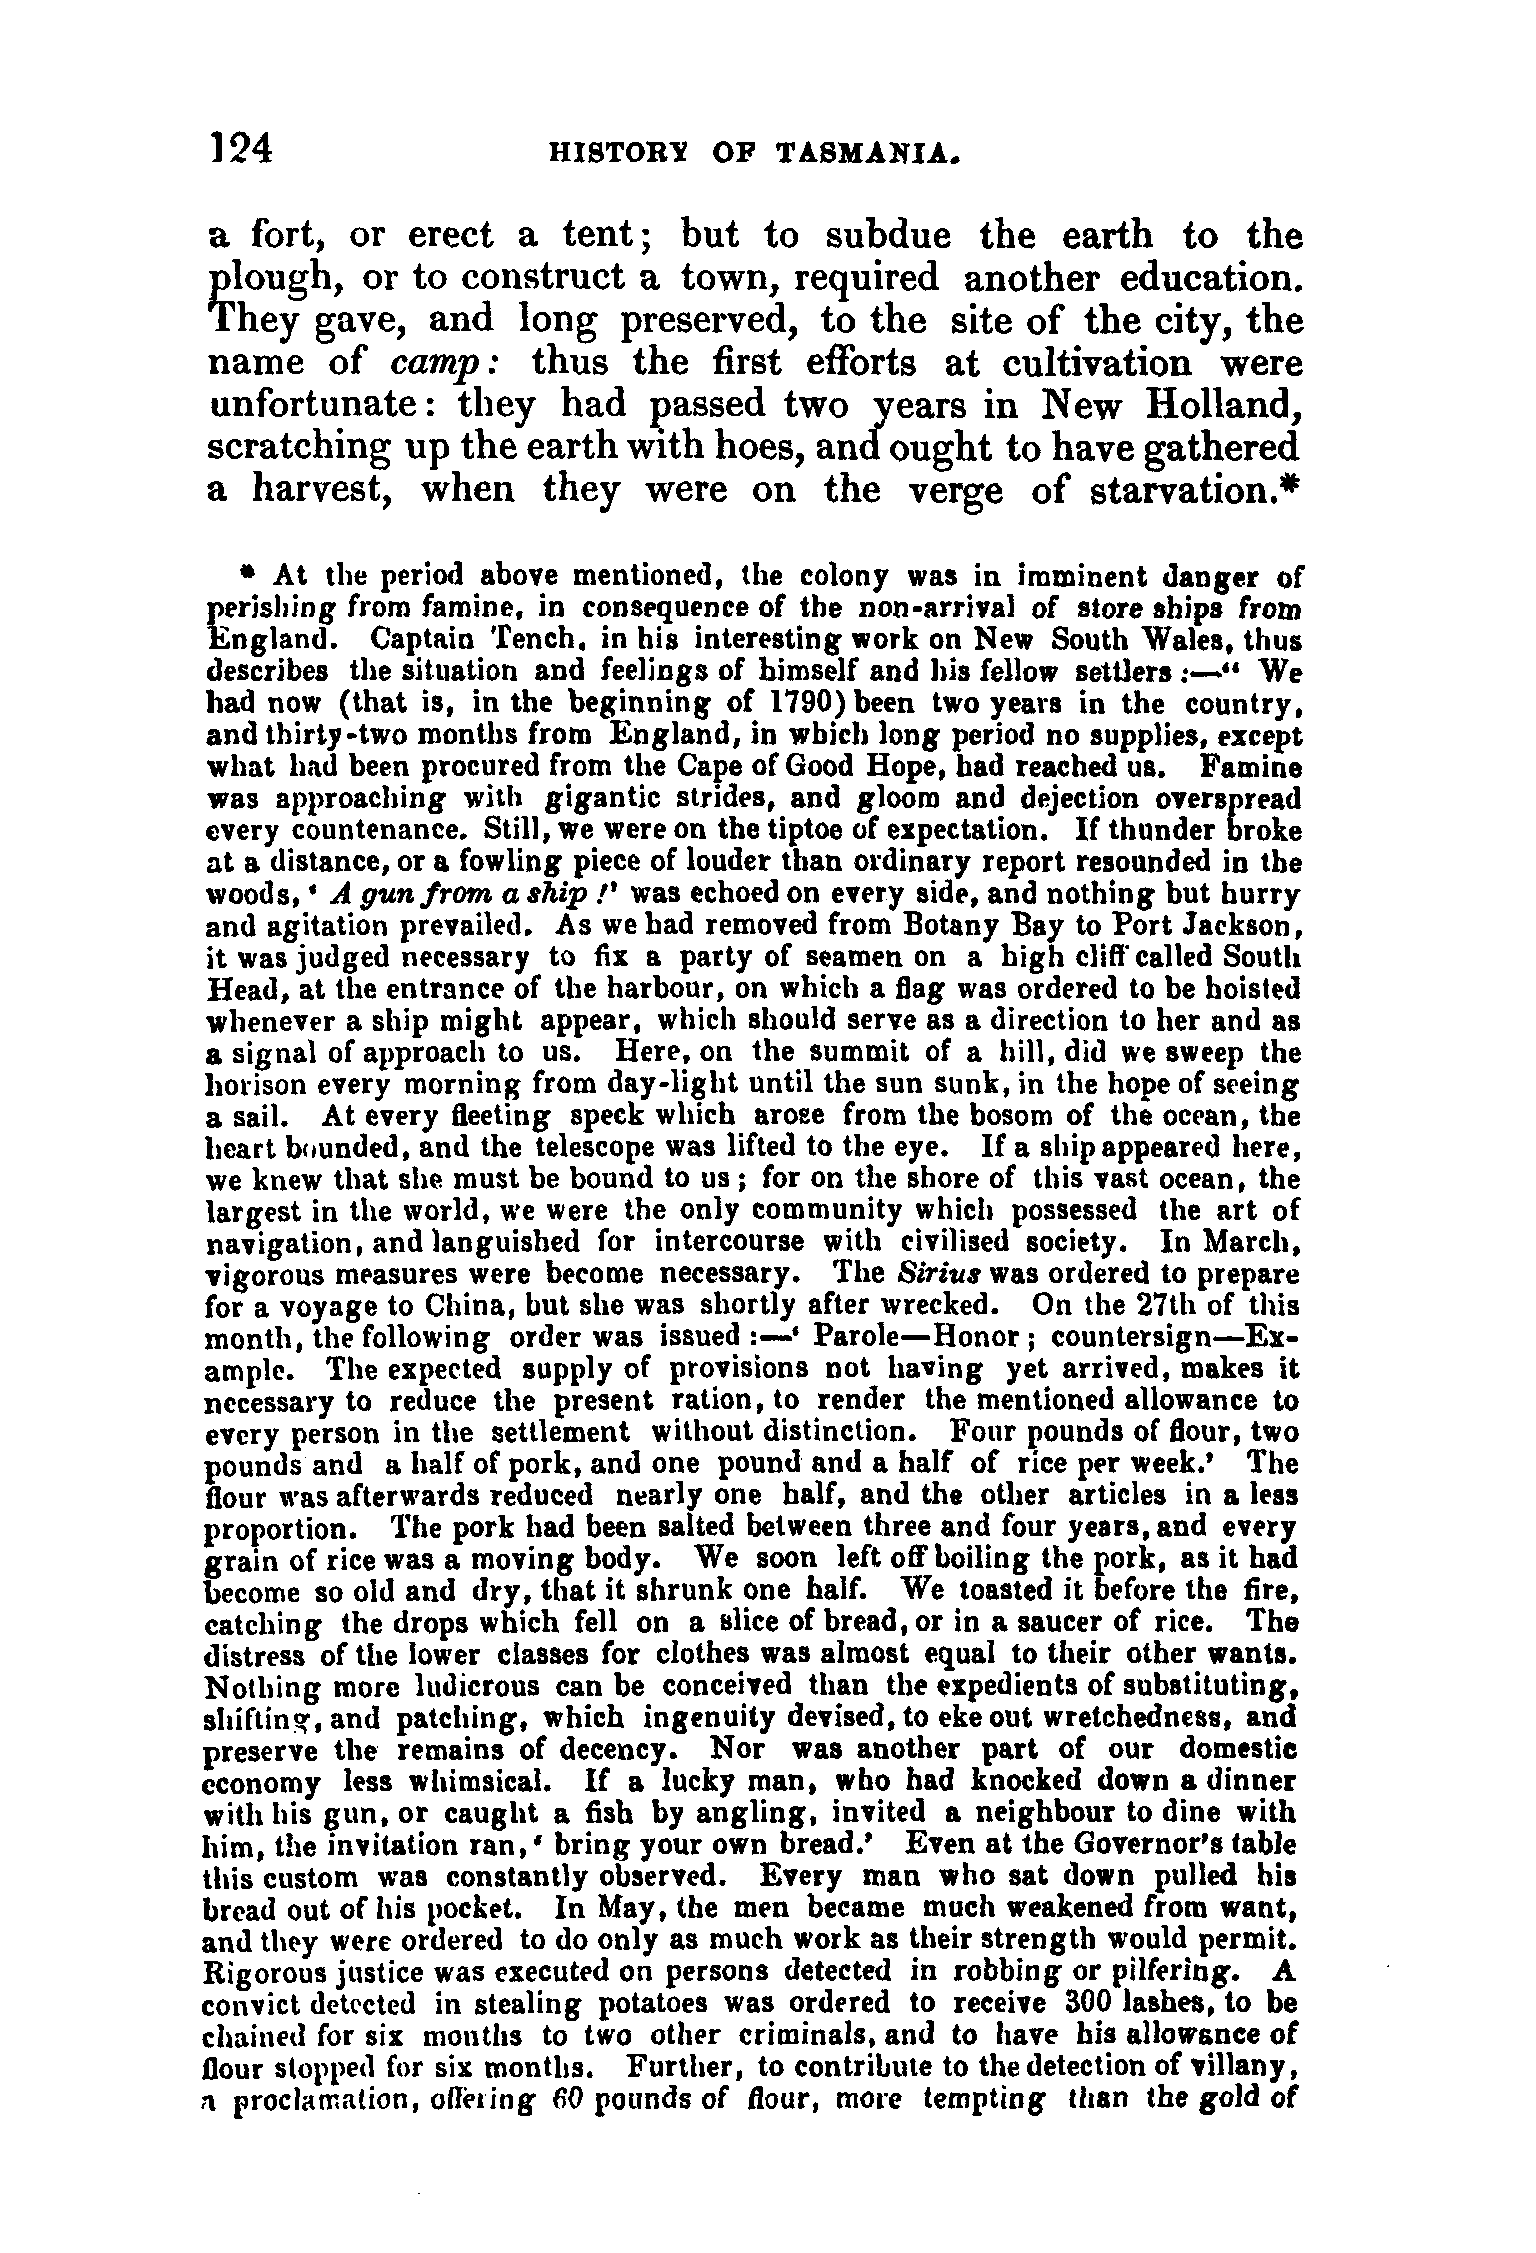 124 HISTORY OF TASMANIA.
a fort, or erect a tent; but to subdue the earth to the
plough, or to construct a town, required another education.
They gave, and long preserved, to the site of the city, the
name of camp: thus the first efforts at cultivation were
unfortunate: they had passed two years in New Holland,
scratching up the earth with hoes, and ought to have gathered
a harvest, when they were on the verge of starvation.*
* At the period above mentioned, the colony was in imminent danger of
perishing from famine, in consequence of the non-arrival of store ships from
England. Captain Tench, in his interesting work on New South Wales, thus
describes the situation and feelings of himself and his fellow settlers:—“ We
had now (that is, in the beginning of 1790) been two years in the country,
and thirty-two months from England, in which long period no supplies, except
what had been procured from the Cape of Good Hope, had reached us. Famine
was approaching with gigantic strides, and gloom and dejection overspread
every countenance. Still, we were on the tiptoe of expectation. If thunder broke
at a distance, or a fowling piece of louder than ordinary report resounded in the
woods, ‘ A gun from a ship !’ was echoed on every side, and nothing but hurry
and agitation prevailed. As we had removed from Botany Bay to Port Jackson,
it was judged necessary to fix a party of seamen on a high cliff called South
Head, at the entrance of the harbour, on which a flag was ordered to be hoisted
whenever a ship might appear, which should serve as a direction to her and as
a signal of approach to us. Here, on the summit of a hill, did we sweep the
horison every morning from day-light until the sun sunk, in the hope of seeing
a sail. At every fleeting speck which arose from the bosom of the ocean, the
heart bounded, and the telescope was lifted to the eye. If a ship appeared here,
we knew that she must be bound to us; for on the shore of this vast ocean, the
largest in the world, we were the only community which possessed the art of
navigation, and languished for intercourse with civilised society. In March,
vigorous measures were become necessary. The Sirius was ordered to prepare
for a voyage to China, but she was shortly after wrecked. On the 27th of this
month, the following order was issued:—‘ Parole—Honor; countersign—Ex-
ample. The expected supply of provisions not having yet arrived, makes it
necessary to reduce the present ration, to render the mentioned allowance to
every person in the settlement without distinction. Four pounds of flour, two
pounds and a half of pork, and one pound and a half of rice per week.’ The
flour was afterwards reduced nearly one half, and the other articles in a less
proportion. The pork had been salted between three and four years, and every
grain of rice was a moving body. We soon left off boiling the pork, as it had
become so old and dry, that it shrunk one half. We toasted it before the fire,
catching the drops which fell on a slice of bread, or in a saucer of rice. The
distress of the lower classes for clothes was almost equal to their other wants.
Nothing more ludicrous can be conceived than the expedients of substituting,
shifting, and patching, which ingenuity devised, to eke out wretchedness, and
preserve the remains of decency. Nor was another part of our domestic
economy less whimsical. If a lucky man, who had knocked down a dinner
with his gun, or caught a fish by angling, invited a neighbour to dine with
him, the invitation ran, ‘ bring your own bread.’ Even at the Governor’s table
this custom was constantly observed. Every man who sat down pulled his
bread out of his pocket. In May, the men became much weakened from want,
and they were ordered to do only as much work as their strength would permit.
Rigorous justice was executed on persons detected in robbing or pilfering. A
convict detected in stealing potatoes was ordered to receive 300 lashes, to be
chained for six months to two other criminals, and to have his allowance of
flour stopped for six months. Further, to contribute to the detection of villany,
a proclamation, offering 60 pounds of flour, more tempting than the gold of